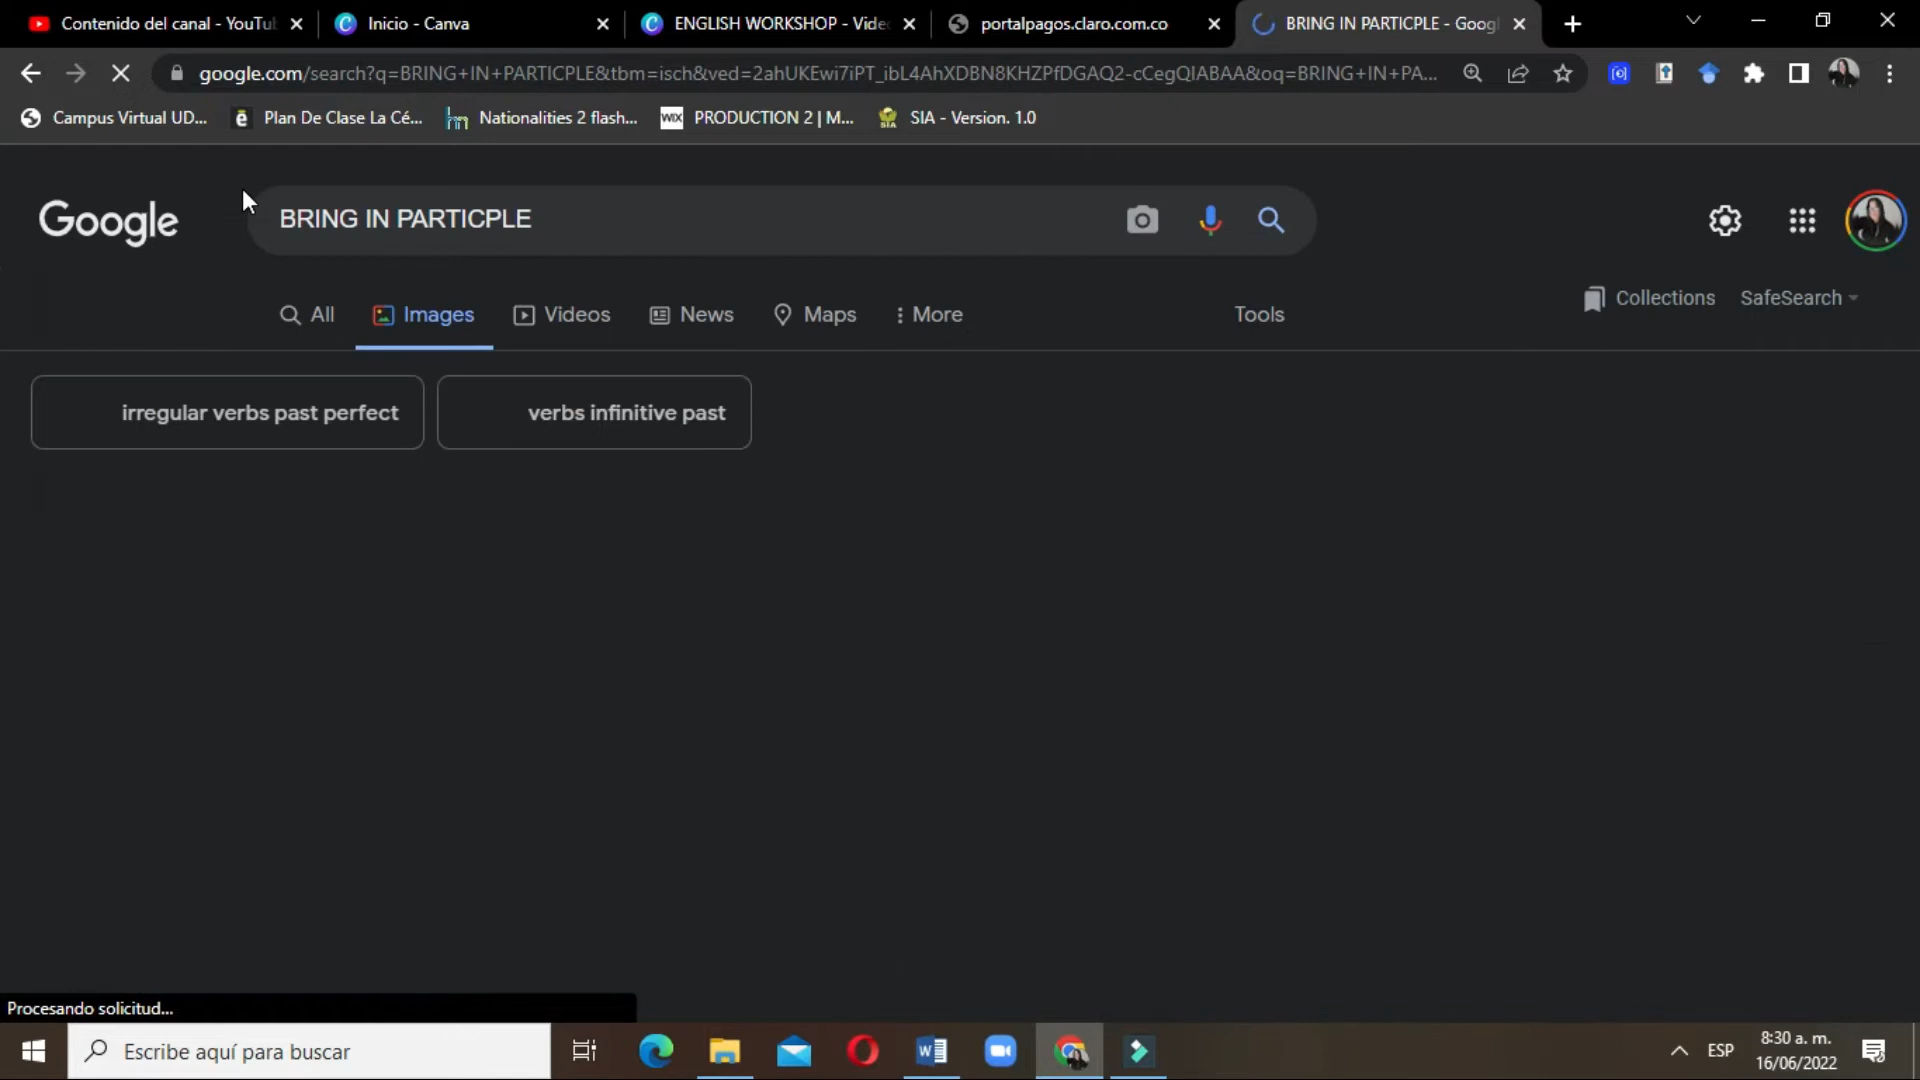 Contenido del canal - YouTu
Inicio - Canva
ENGLISH WORKSHOP - Vide
portalpagos.claro.com.co
BRING IN PARTICPLE - Googl
google.com/search?q=BRING+IN+PARTICPLE&tbm=isch&ved=2ahUKEwi7iPT_ibL4AhXDBN8KHZPfDGAQ2-cCegQIABAA&oq=BRING+IN+PA...
Campus Virtual UD...
ē Plan De Clase La Cé...
Nationalities 2 flash...
WIX PRODUCTION 2 | M...
SIA - Version. 1.0
Google
BRING IN PARTICPLE
All
Images
Videos
News
Maps
More
Tools
Collections
SafeSearch
irregular verbs past perfect
verbs infinitive past
Procesando solicitud...
Escribe aquí para buscar
ESP
8:30 a. m.
16/06/2022